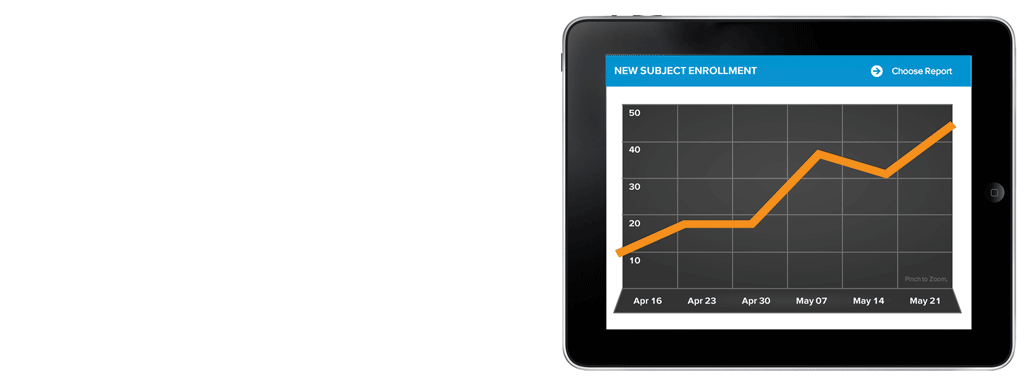 NEW SUBJECT ENROLLMENT
Choose Report
50
40
30
20
10
Pinch to Zoom.
Apr 16 Apr 23 Apr 30 May 07 May 14 May 21